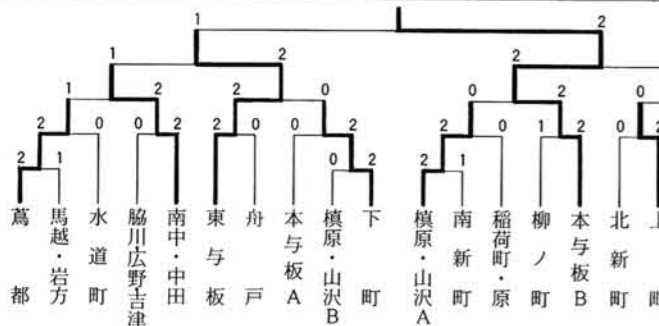 1 2
1 2 2
1 2 0 0 2 0
2 0 0 2 2 0 0 2 2 0 1 2 0 2
2 1 0 2 2 1
蔦都
馬越・岩方
水道町
脇川・広野・吉津
南中・中田
東与板
舟戸
本与板A
槙原・山沢B
下町
槙原・山沢A
南新町
稲荷町・原
柳ノ町
本与板B
北新町